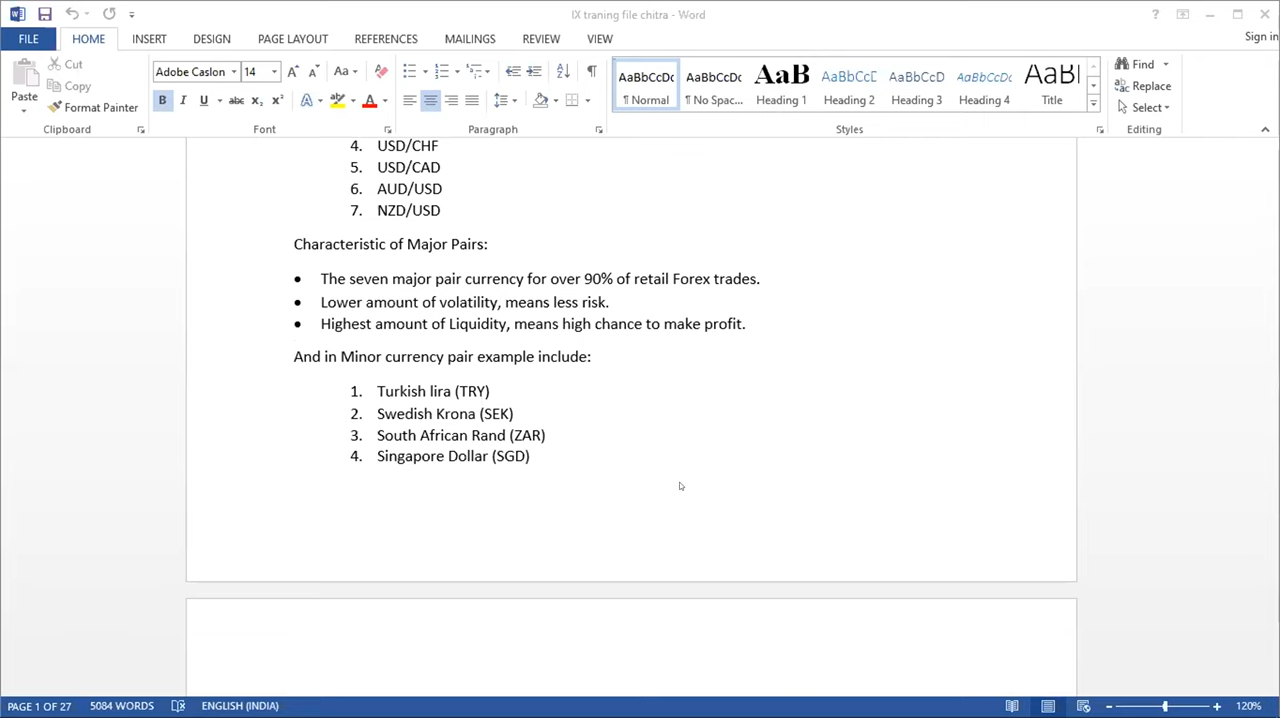 IX traning file chitra - Word
?
Sign in
FILE HOME INSERT DESIGN PAGE LAYOUT REFERENCES MAILINGS REVIEW VIEW
Paste
Cut
Copy
Format Painter
Clipboard
Adobe Caslon 14
Aa
B I U abc X₂ X² A A
Font
Paragraph
AaBbCcDc AaBbCcDc AaB AaBbCcD AaBbCcD AaBbCcDc AaBl
¶ Normal ¶ No Spac... Heading 1 Heading 2 Heading 3 Heading 4 Title
Styles
Find
Replace
Select
Editing
4. USD/CHF
5. USD/CAD
6. AUD/USD
7. NZD/USD
Characteristic of Major Pairs:
• The seven major pair currency for over 90% of retail Forex trades.
• Lower amount of volatility, means less risk.
• Highest amount of Liquidity, means high chance to make profit.
And in Minor currency pair example include:
1. Turkish lira (TRY)
2. Swedish Krona (SEK)
3. South African Rand (ZAR)
4. Singapore Dollar (SGD)
PAGE 1 OF 27 5084 WORDS ENGLISH (INDIA) 120%